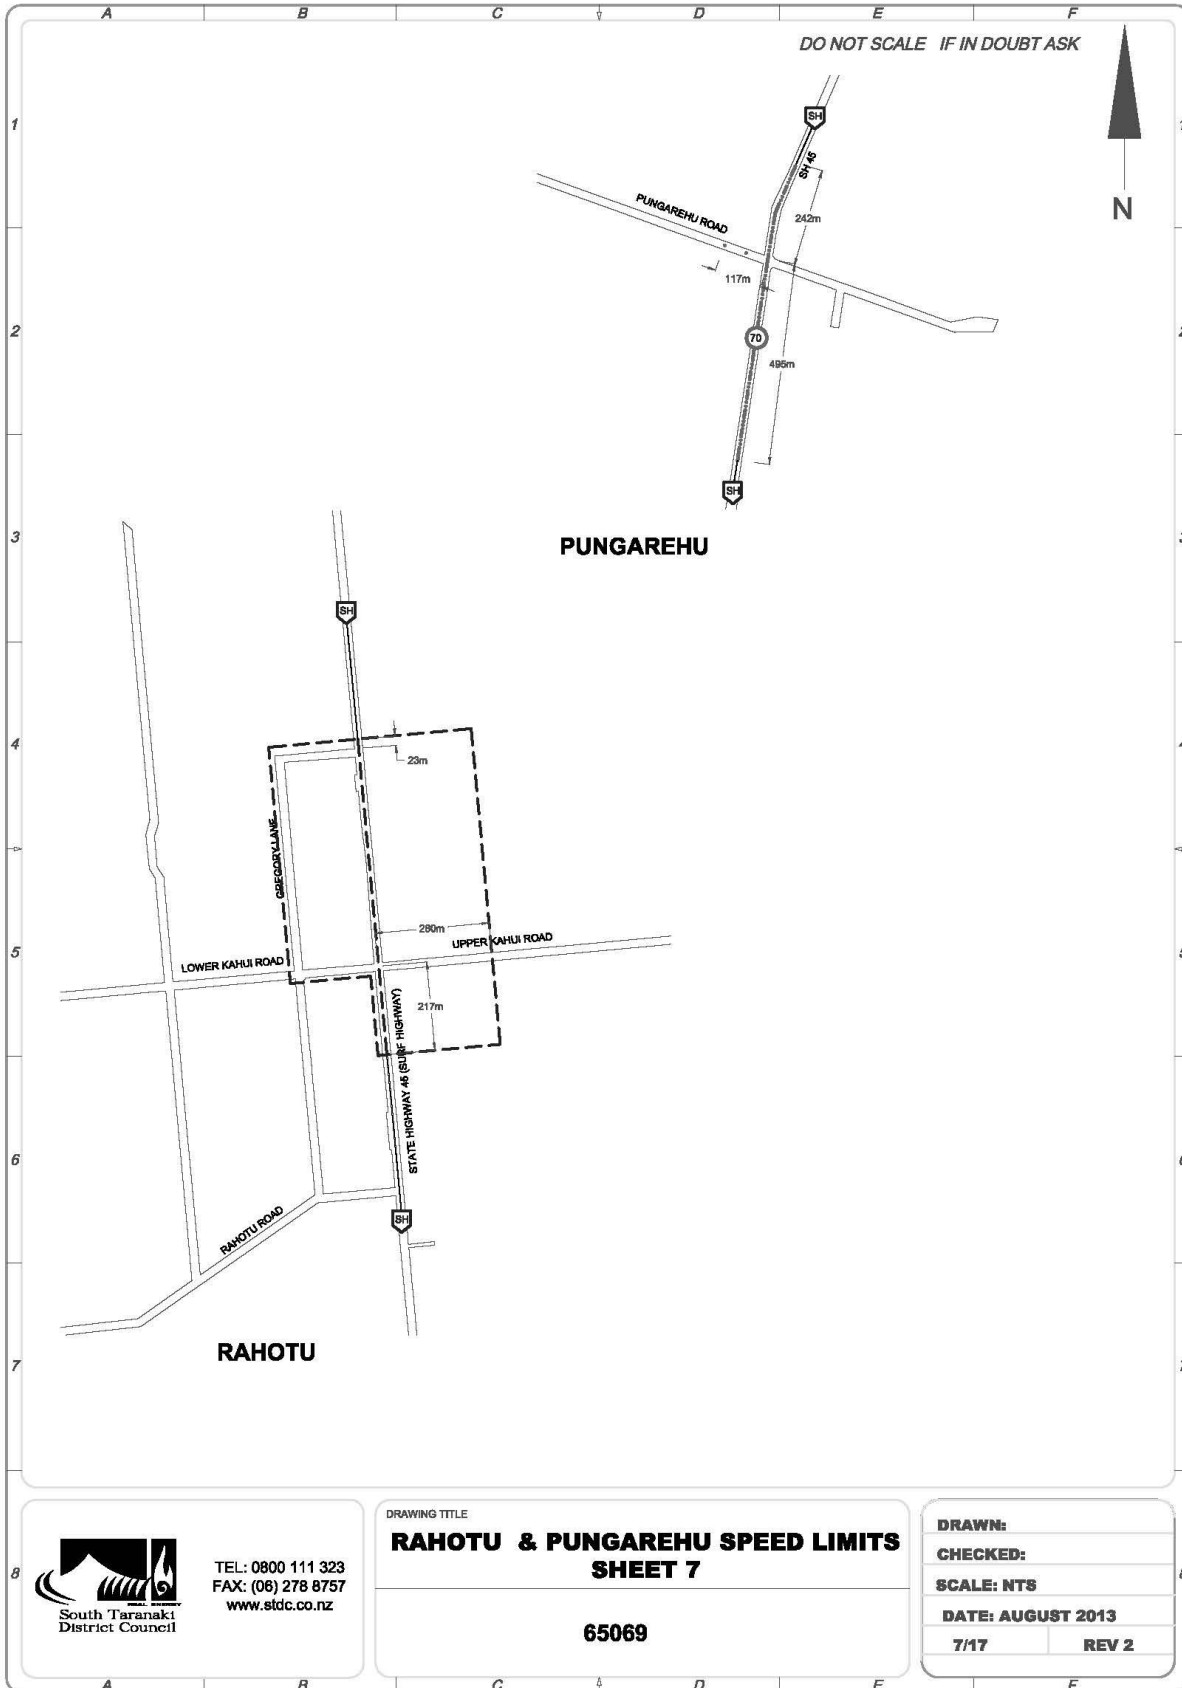 A B C D E F
DO NOT SCALE IF IN DOUBT ASK
1
SH
SH 45
PUNGAREHU ROAD
242m
N
117m
2
2
70
495m
SH
3
PUNGAREHU
SH
4
23m
GREGORY LANE
280m
UPPER KAHUI ROAD
5
5
LOWER KAHUI ROAD
217m
STATE HIGHWAY 45 (SURF HIGHWAY)
6
RAHOTU ROAD
SH
RAHOTU
7
DRAWING TITLE
RAHOTU & PUNGAREHU SPEED LIMITS
SHEET 7
65069
8
South Taranaki
District Council
TEL: 0800 111 323
FAX: (06) 278 8757
www.stdc.co.nz
DRAWN:
CHECKED:
SCALE: NTS
DATE: AUGUST 2013
7/17 REV 2
A B C D E F